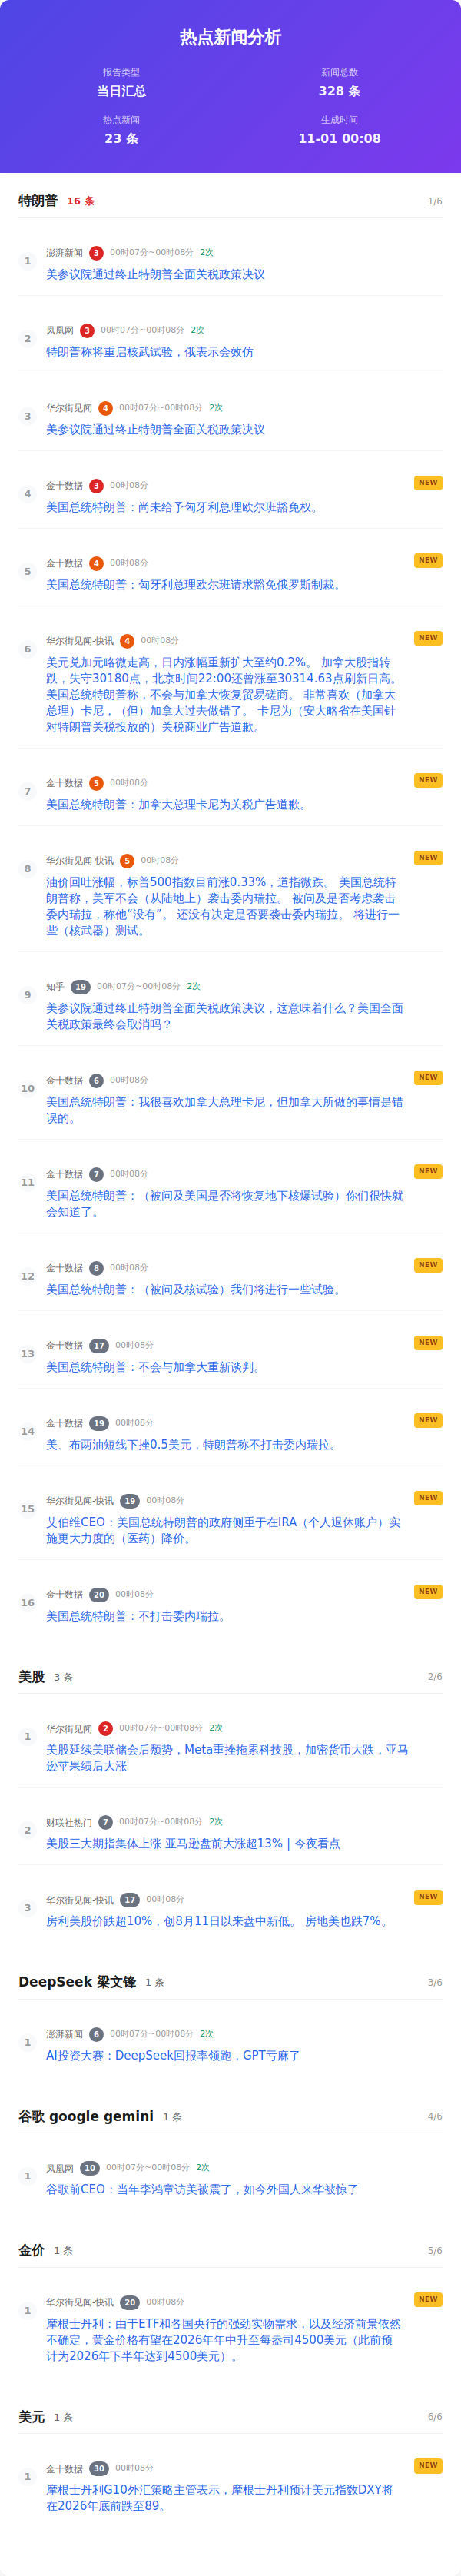 热点新闻分析
报告类型
当日汇总
新闻总数
328 条
热点新闻
23 条
生成时间
11-01 00:08
特朗普 16 条 1/6
1
澎湃新闻 3 00时07分~00时08分 2次
美参议院通过终止特朗普全面关税政策决议
2
凤凰网 3 00时07分~00时08分 2次
特朗普称将重启核武试验，俄表示会效仿
3
华尔街见闻 4 00时07分~00时08分 2次
美参议院通过终止特朗普全面关税政策决议
4
金十数据 3 00时08分 NEW
美国总统特朗普：尚未给予匈牙利总理欧尔班豁免权。
5
金十数据 4 00时08分 NEW
美国总统特朗普：匈牙利总理欧尔班请求豁免俄罗斯制裁。
6
华尔街见闻-快讯 4 00时08分 NEW
美元兑加元略微走高，日内涨幅重新扩大至约0.2%。 加拿大股指转
跌，失守30180点，北京时间22:00还曾涨至30314.63点刷新日高。
美国总统特朗普称，不会与加拿大恢复贸易磋商。 非常喜欢（加拿大
总理）卡尼，（但）加拿大过去做错了。 卡尼为（安大略省在美国针
对特朗普关税投放的）关税商业广告道歉。
7
金十数据 5 00时08分 NEW
美国总统特朗普：加拿大总理卡尼为关税广告道歉。
8
华尔街见闻-快讯 5 00时08分 NEW
油价回吐涨幅，标普500指数目前涨0.33%，道指微跌。 美国总统特
朗普称，美军不会（从陆地上）袭击委内瑞拉。 被问及是否考虑袭击
委内瑞拉，称他“没有”。 还没有决定是否要袭击委内瑞拉。 将进行一
些（核武器）测试。
9
知乎 19 00时07分~00时08分 2次
美参议院通过终止特朗普全面关税政策决议，这意味着什么？美国全面
关税政策最终会取消吗？
10
金十数据 6 00时08分 NEW
美国总统特朗普：我很喜欢加拿大总理卡尼，但加拿大所做的事情是错
误的。
11
金十数据 7 00时08分 NEW
美国总统特朗普：（被问及美国是否将恢复地下核爆试验）你们很快就
会知道了。
12
金十数据 8 00时08分 NEW
美国总统特朗普：（被问及核试验）我们将进行一些试验。
13
金十数据 17 00时08分 NEW
美国总统特朗普：不会与加拿大重新谈判。
14
金十数据 19 00时08分 NEW
美、布两油短线下挫0.5美元，特朗普称不打击委内瑞拉。
15
华尔街见闻-快讯 19 00时08分 NEW
艾伯维CEO：美国总统特朗普的政府侧重于在IRA（个人退休账户）实
施更大力度的（医药）降价。
16
金十数据 20 00时08分 NEW
美国总统特朗普：不打击委内瑞拉。
美股 3 条 2/6
1
华尔街见闻 2 00时07分~00时08分 2次
美股延续美联储会后颓势，Meta重挫拖累科技股，加密货币大跌，亚马
逊苹果绩后大涨
2
财联社热门 7 00时07分~00时08分 2次
美股三大期指集体上涨 亚马逊盘前大涨超13% | 今夜看点
3
华尔街见闻-快讯 17 00时08分 NEW
房利美股价跌超10%，创8月11日以来盘中新低。 房地美也跌7%。
DeepSeek 梁文锋 1 条 3/6
1
澎湃新闻 6 00时07分~00时08分 2次
AI投资大赛：DeepSeek回报率领跑，GPT亏麻了
谷歌 google gemini 1 条 4/6
1
凤凰网 10 00时07分~00时08分 2次
谷歌前CEO：当年李鸿章访美被震了，如今外国人来华被惊了
金价 1 条 5/6
1
华尔街见闻-快讯 20 00时08分 NEW
摩根士丹利：由于ETF和各国央行的强劲实物需求，以及经济前景依然
不确定，黄金价格有望在2026年年中升至每盎司4500美元（此前预
计为2026年下半年达到4500美元）。
美元 1 条 6/6
1
金十数据 30 00时08分 NEW
摩根士丹利G10外汇策略主管表示，摩根士丹利预计美元指数DXY将
在2026年底前跌至89。